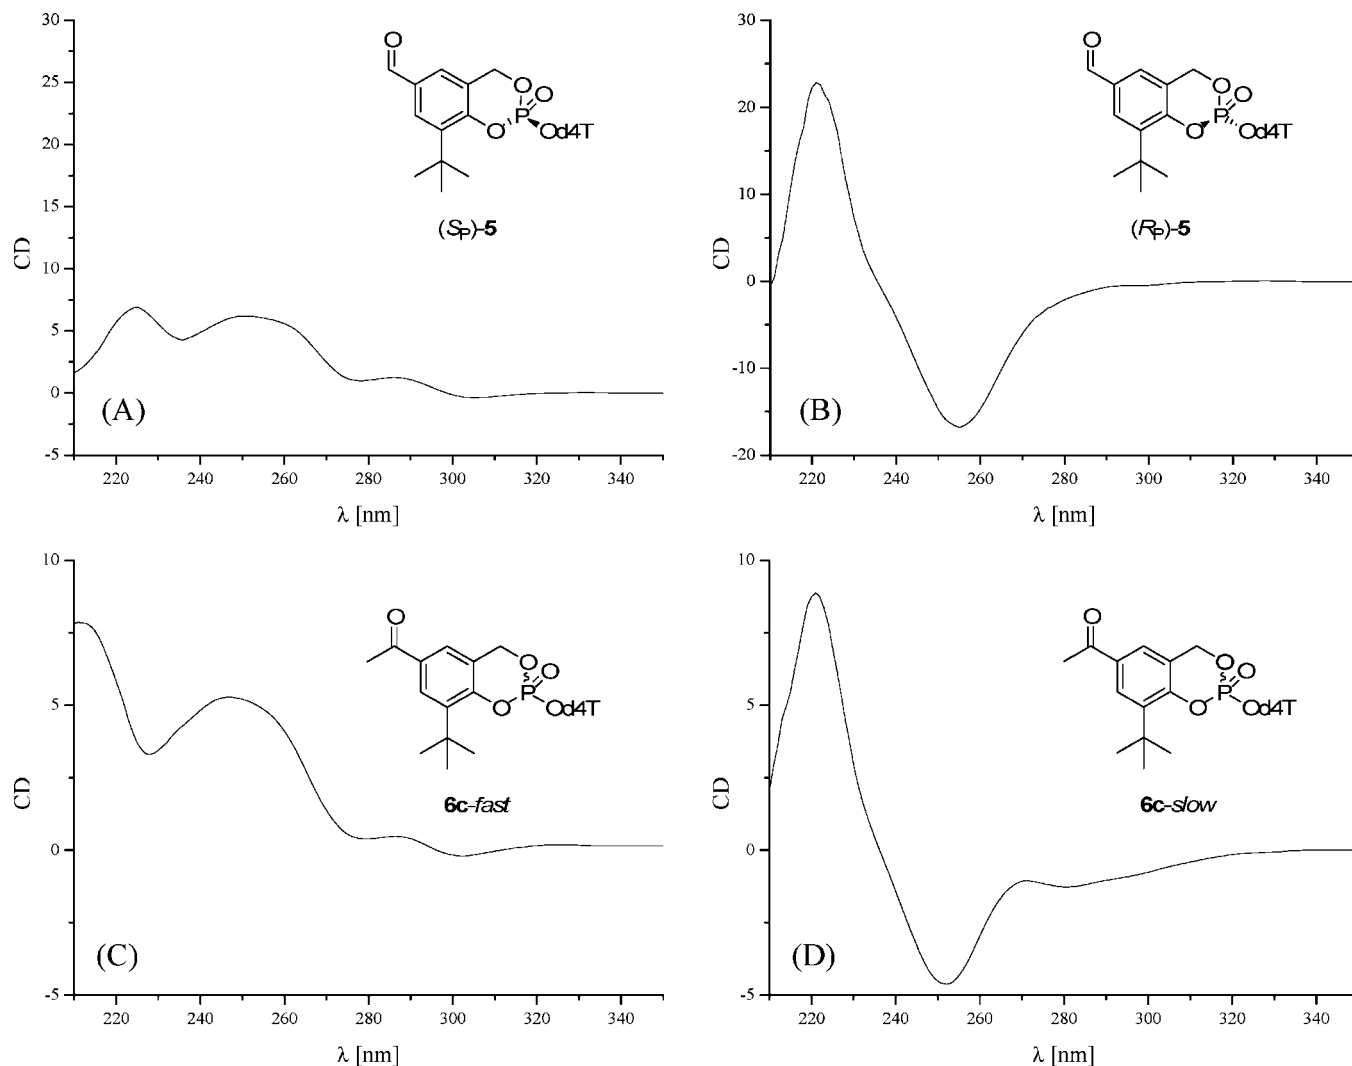 30
25
20
15
10
5
0
-5
CD
O
O
O
P
O
Od4T
(SP)-5
(A)
220 240 260 280 300 320 340
λ [nm]
30
20
10
0
-10
-20
CD
O
O
O
P
O
Od4T
(RP)-5
(B)
220 240 260 280 300 320 340
λ [nm]
10
5
0
-5
CD
O
O
O
P
O
Od4T
6c-fast
(C)
220 240 260 280 300 320 340
λ [nm]
10
5
0
-5
CD
O
O
O
P
O
Od4T
6c-slow
(D)
220 240 260 280 300 320 340
λ [nm]